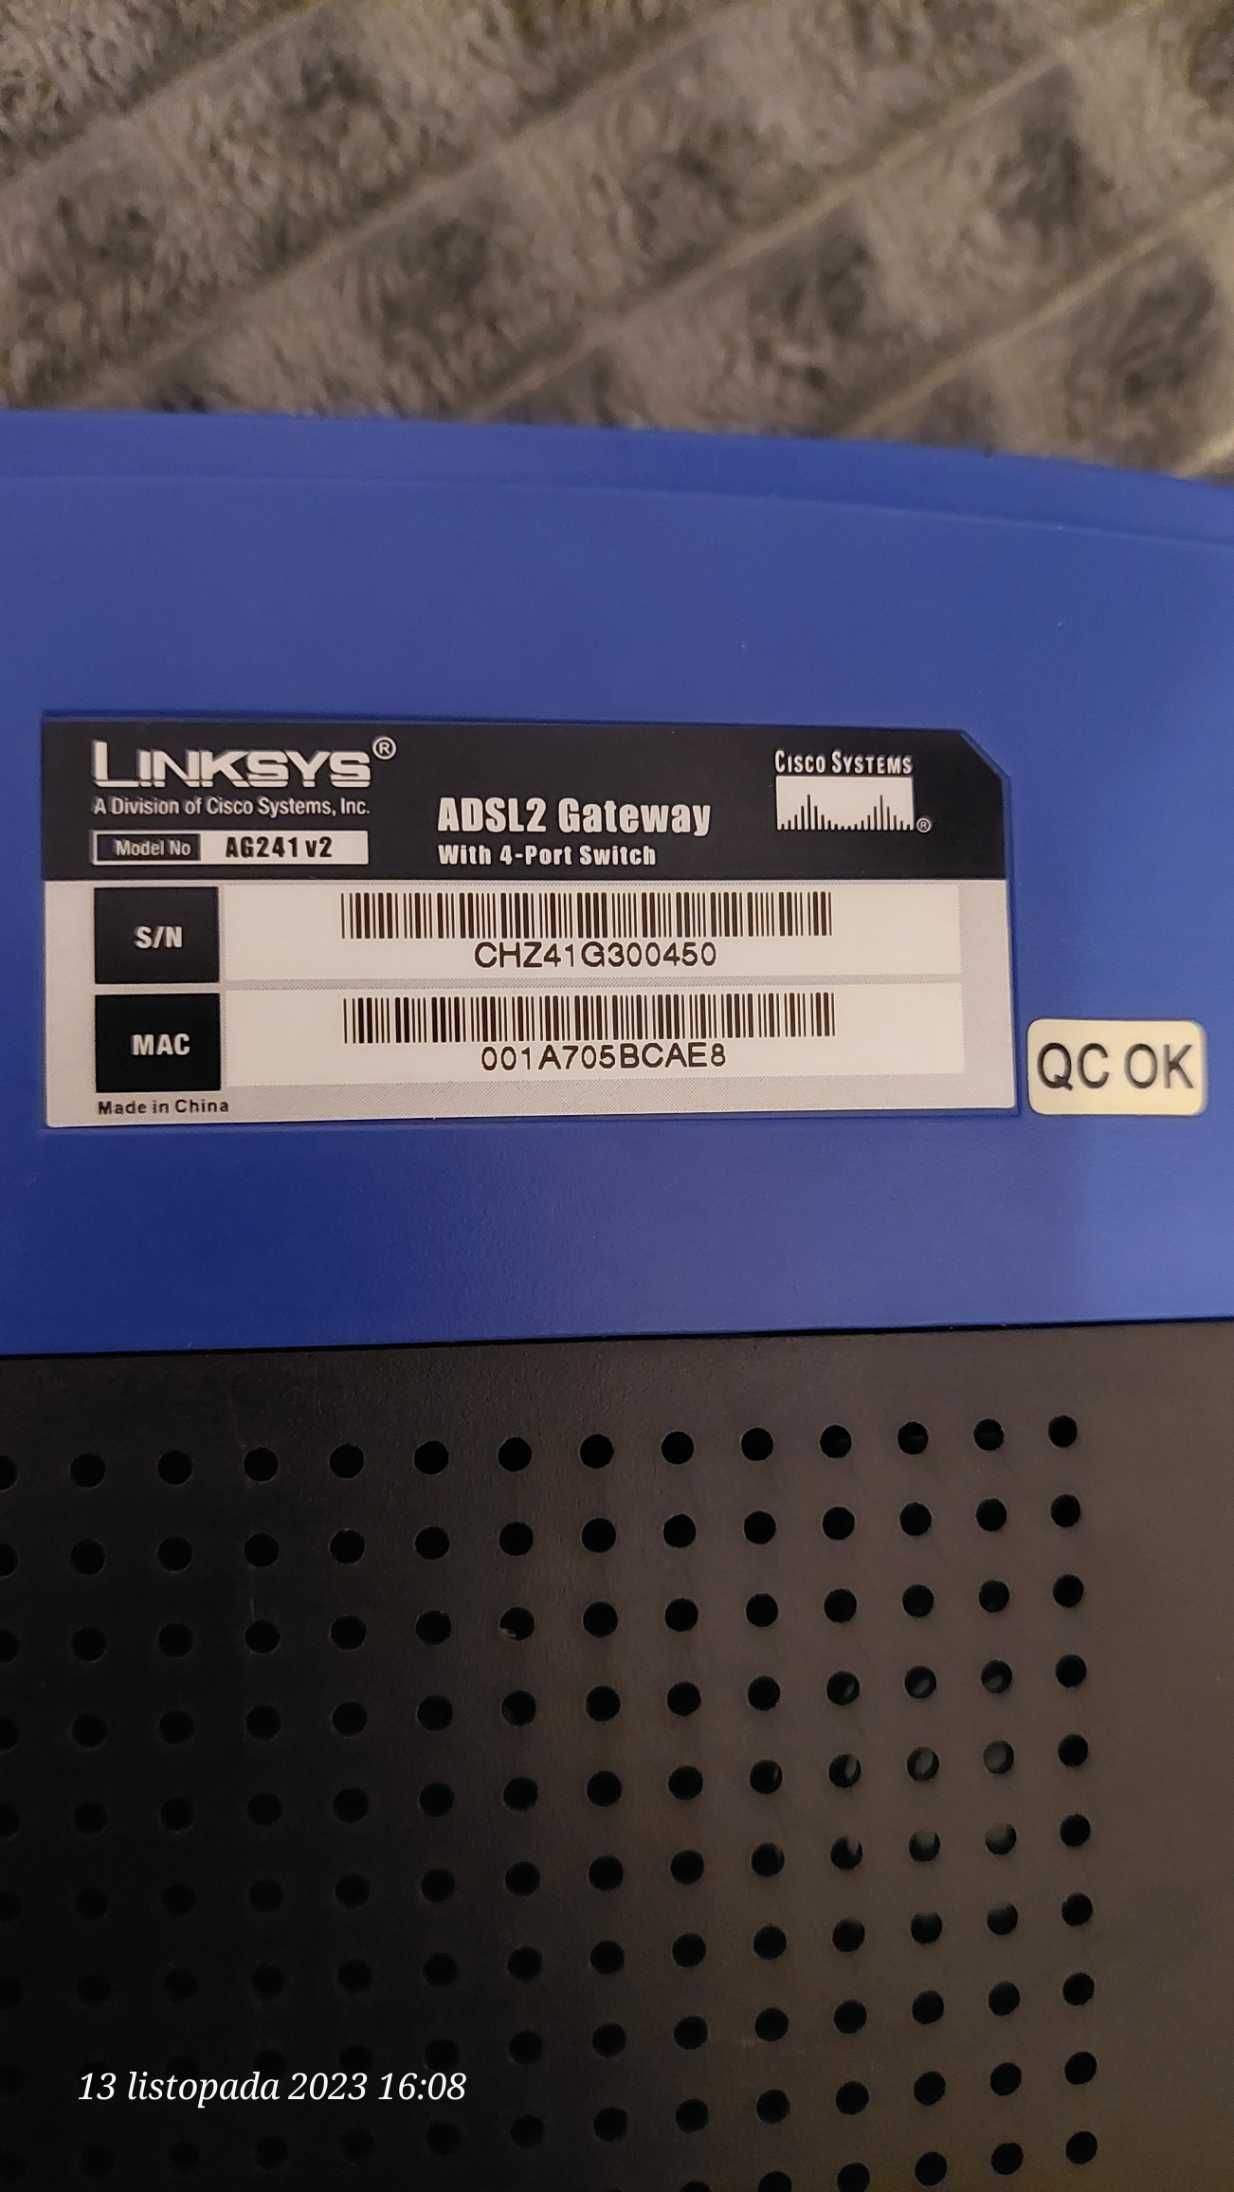 LINKSYS®
A Division of Cisco Systems, Inc.
Model No AG241 v2
ADSL2 Gateway
With 4-Port Switch
CISCO SYSTEMS
®
S/N
CHZ41G300450
MAC
001A705BCAE8
Made in China
QC OK
13 listopada 2023 16:08